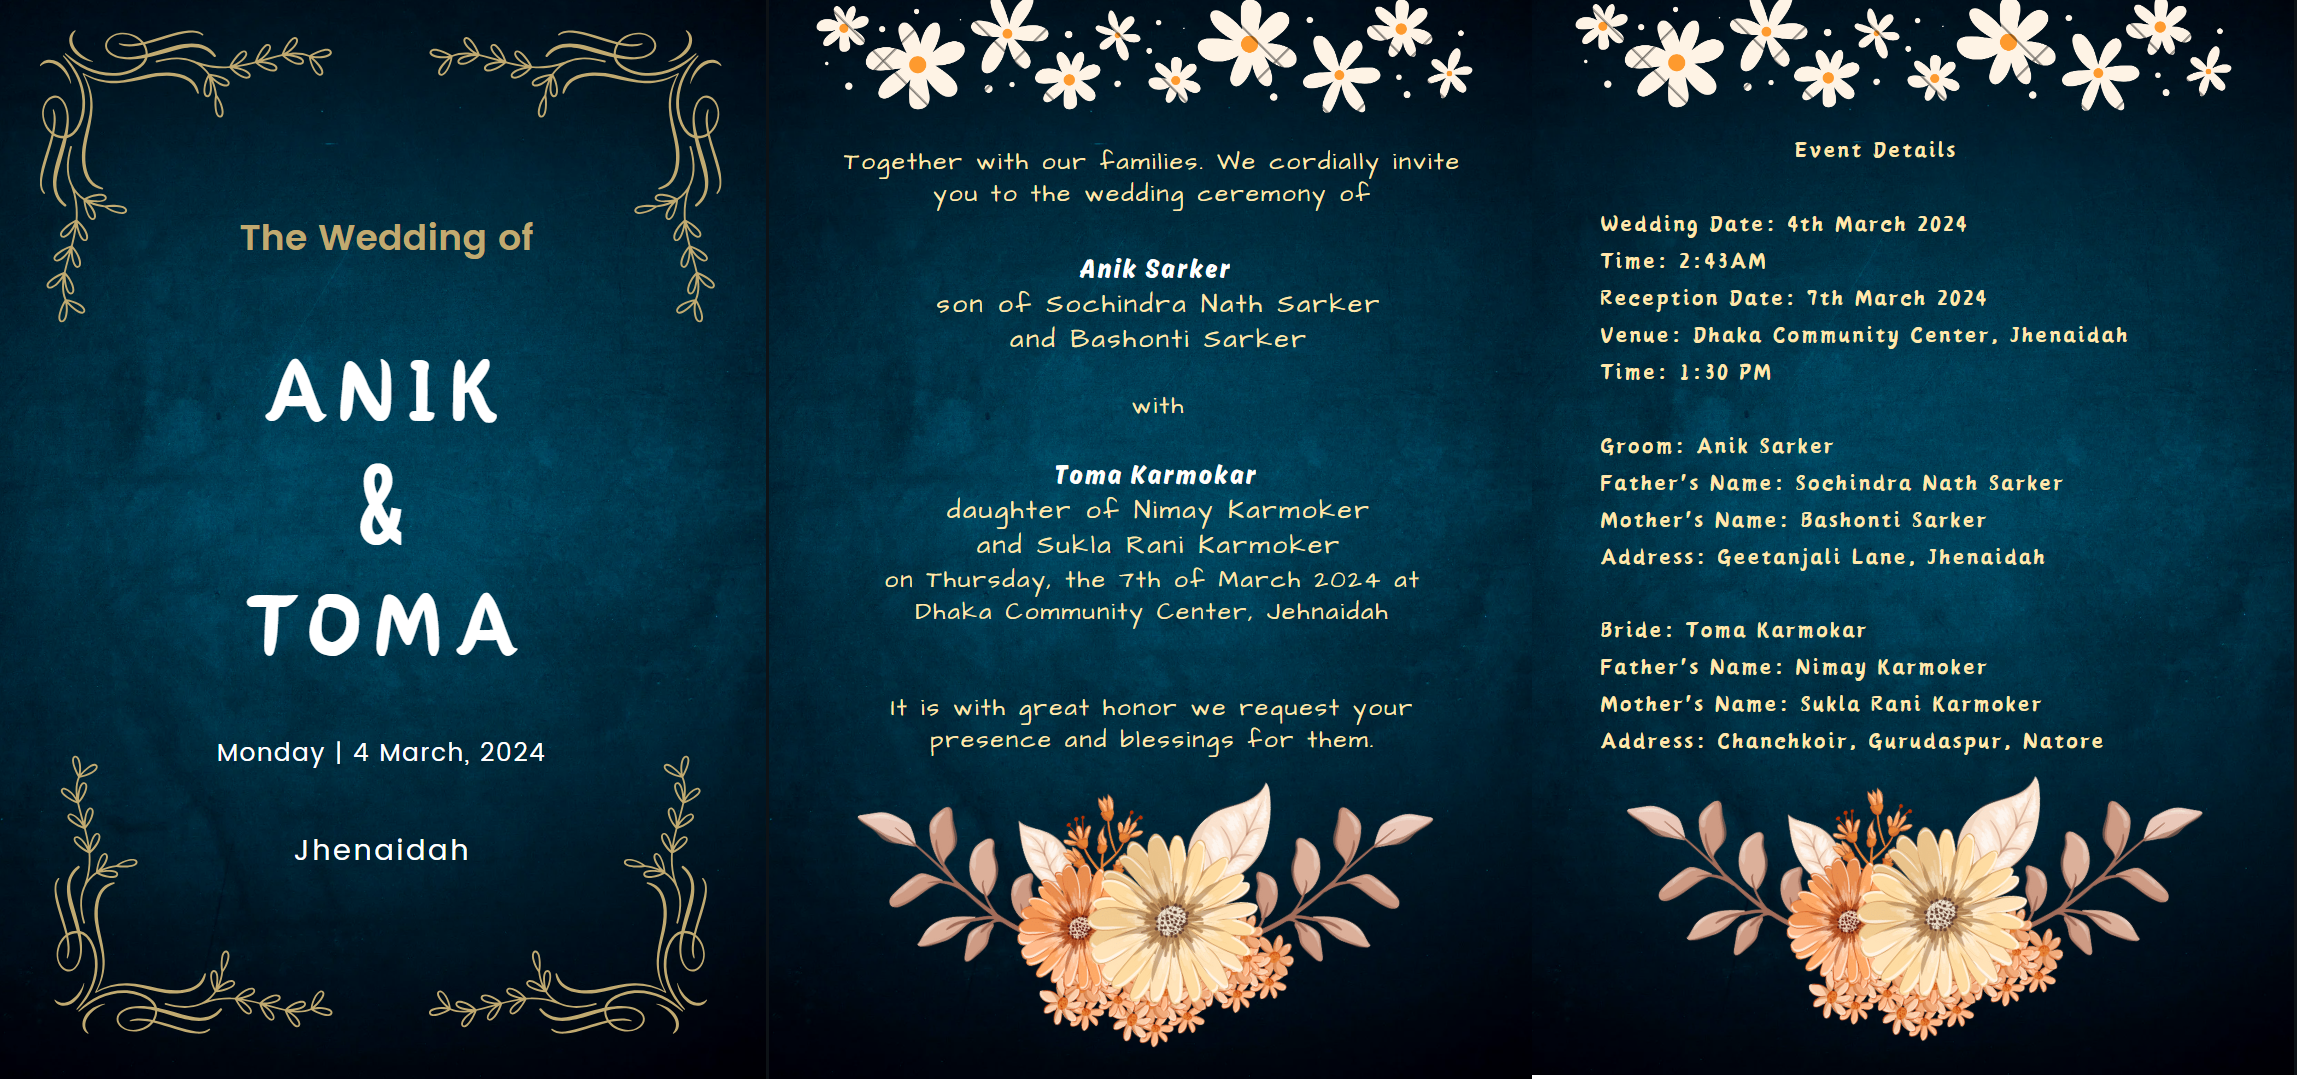 The Wedding of
ANIK
&
TOMA
Monday | 4 March, 2024
Jhenaidah
Together with our families. We cordially invite
you to the wedding ceremony of
Anik Sarker
son of Sochindra Nath Sarker
and Bashonti Sarker
with
Toma Karmokar
daughter of Nimay Karmoker
and Sukla Rani Karmoker
on Thursday, the 7th of March 2024 at
Dhaka Community Center, Jehnaidah
It is with great honor we request your
presence and blessings for them.
Event Details
Wedding Date: 4th March 2024
Time: 2:43AM
Reception Date: 7th March 2024
Venue: Dhaka Community Center, Jhenaidah
Time: 1:30 PM
Groom: Anik Sarker
Father's Name: Sochindra Nath Sarker
Mother's Name: Bashonti Sarker
Address: Geetanjali Lane, Jhenaidah
Bride: Toma Karmokar
Father's Name: Nimay Karmoker
Mother's Name: Sukla Rani Karmoker
Address: Chanchkoir, Gurudaspur, Natore